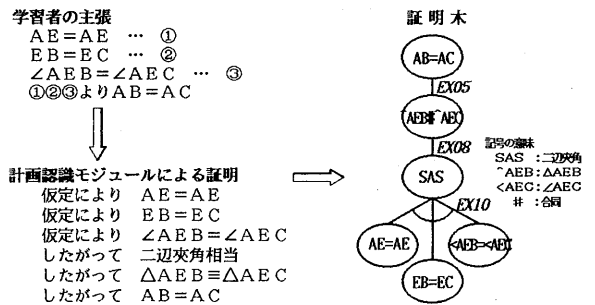 学習者の主張
AE=AE … ①
EB=EC … ②
∠AEB=∠AEC … ③
①②③よりAB=AC
計画認識モジュールによる証明
仮定により AE=AE
仮定により EB=EC
仮定により ∠AEB=∠AEC
したがって 二辺夾角相当
したがって △AEB≡△AEC
したがって AB=AC
証明木
AB=AC
EX05
^AEB#^AEC
EX08
SAS
EX10
AE=AE
<AEB=<AEC
EB=EC
記号の意味
SAS :二辺夾角
^AEB:△AEB
<AEC:∠AEC
# :合同